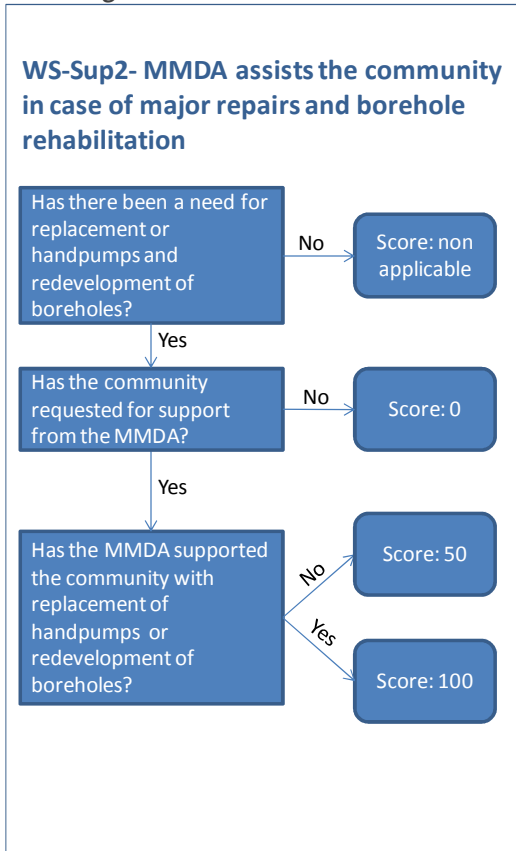 WS-Sup2- MMDA assists the community
in case of major repairs and borehole
rehabilitation
Has there been a need for
replacement or
handpumps and
redevelopment of
boreholes?
No
Score: non
applicable
Yes
Has the community
requested for support
from the MMDA?
No
Score: 0
Yes
Has the MMDA supported
the community with
replacement of
handpumps or
redevelopment of
boreholes?
No
Score: 50
Yes
Score: 100